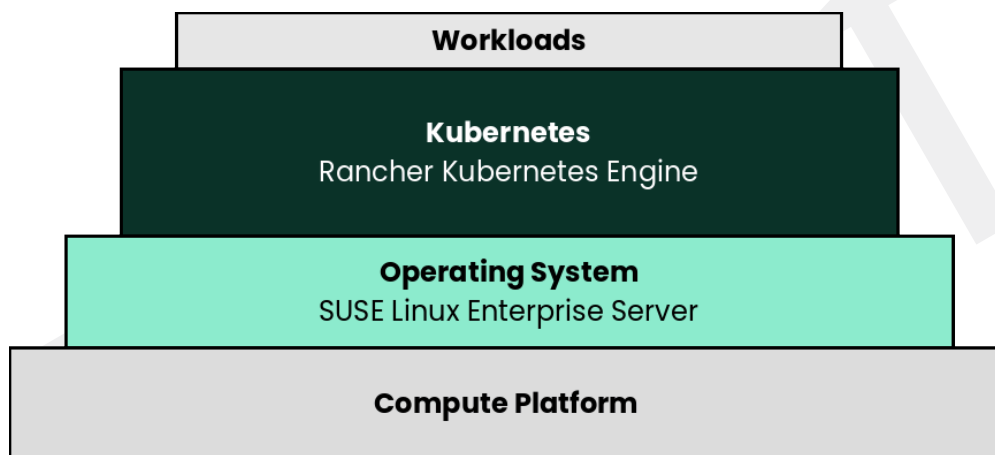 Workloads
Kubernetes
Rancher Kubernetes Engine
Operating System
SUSE Linux Enterprise Server
Compute Platform